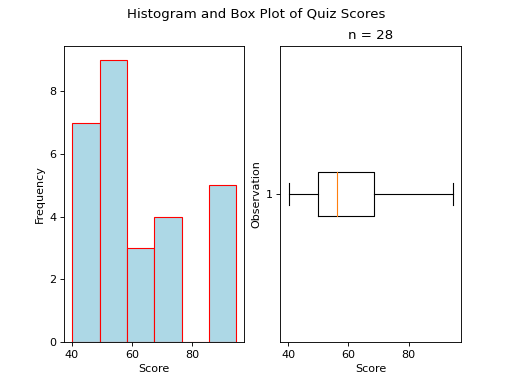 Histogram and Box Plot of Quiz Scores
n = 28
Frequency
8
6
4
2
0
40 60 80
Score
Observation
1
40 60 80
Score